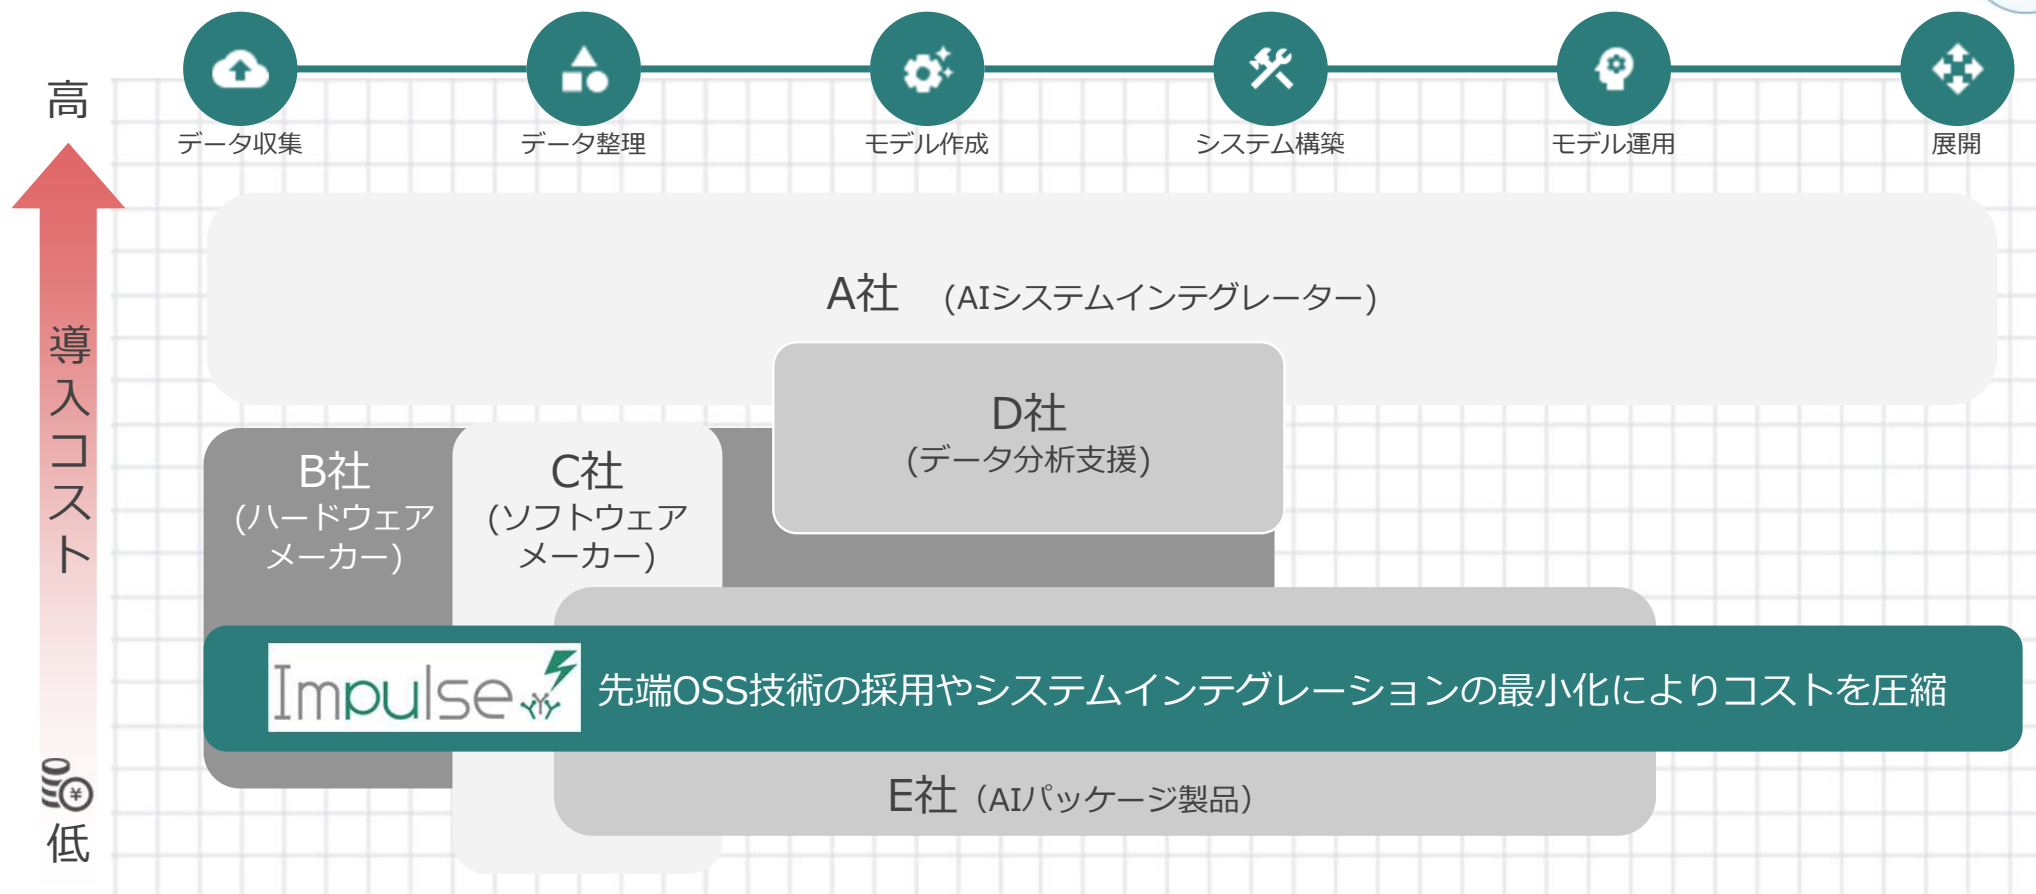 データ収集
データ整理
モデル作成
システム構築
モデル運用
展開
高
導入コスト
¥
低
A社 (AIシステムインテグレーター)
D社
(データ分析支援)
B社
(ハードウェア
メーカー)
C社
(ソフトウェア
メーカー)
Impulse
先端OSS技術の採用やシステムインテグレーションの最小化によりコストを圧縮
E社 (AIパッケージ製品)